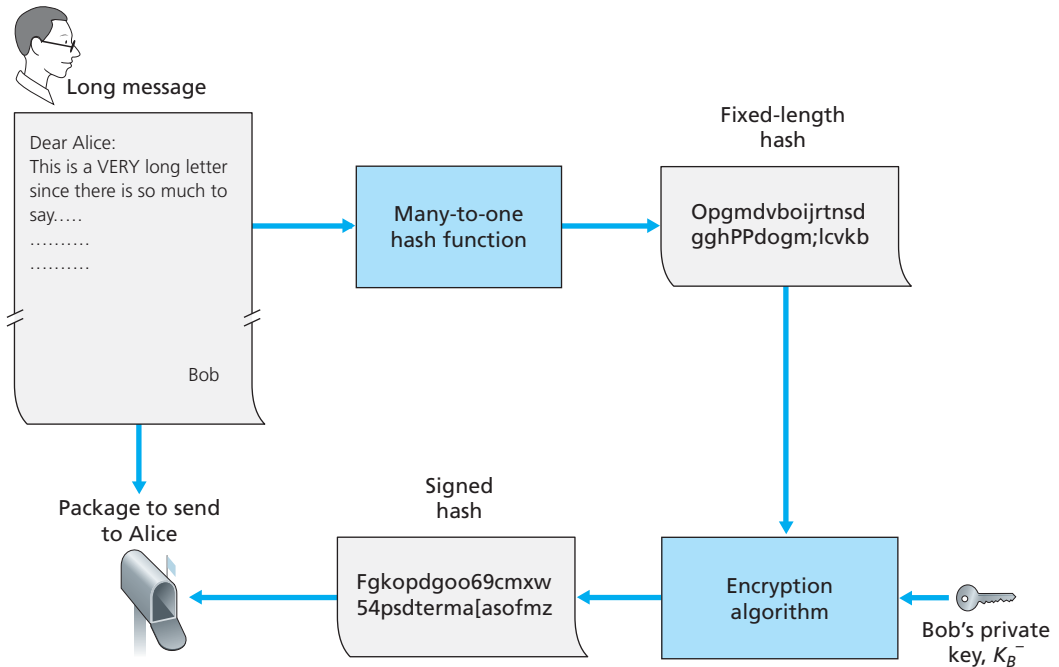 Long message
Dear Alice:
This is a VERY long letter
since there is so much to
say.....
..........
..........
Bob
Many-to-one
hash function
Fixed-length
hash
Opgmdvboijrtnsd
gghPPdogm;lcvkb
Package to send
to Alice
Signed
hash
Fgkopdgoo69cmxw
54psdterma[asofmz
Encryption
algorithm
Bob's private
key, K_B^-